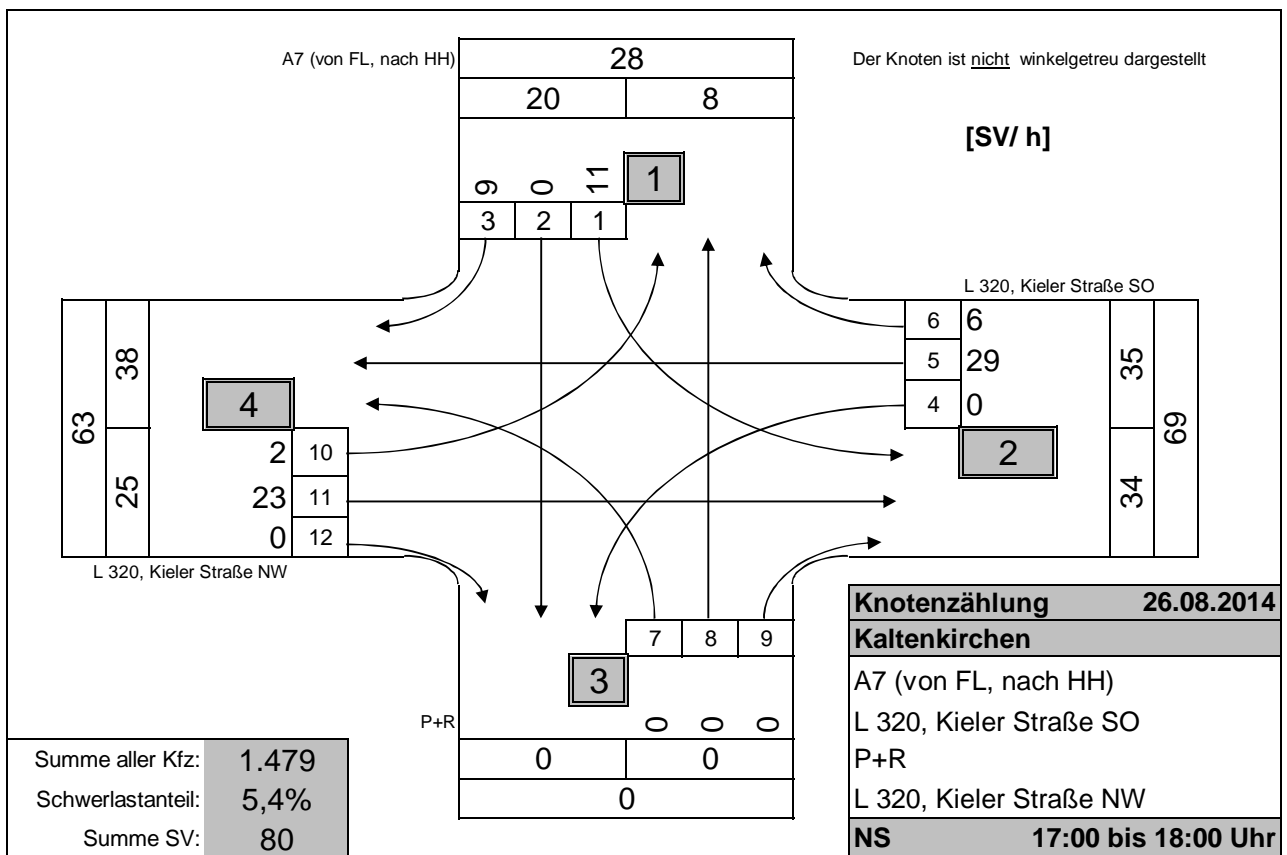 A7 (von FL, nach HH)
28
Der Knoten ist nicht winkelgetreu dargestellt
20 8
[SV/ h]
9 0 11 1
3 2 1
L 320, Kieler Straße SO
6 6
5 29
4 0
35
69
34
2
38
63
4
25
2 10
23 11
0 12
L 320, Kieler Straße NW
7 8 9
3
P+R
0 0 0
0 0
0
Summe aller Kfz: 1.479
Schwerlastanteil: 5,4%
Summe SV: 80
Knotenzählung 26.08.2014
Kaltenkirchen
A7 (von FL, nach HH)
L 320, Kieler Straße SO
P+R
L 320, Kieler Straße NW
NS 17:00 bis 18:00 Uhr